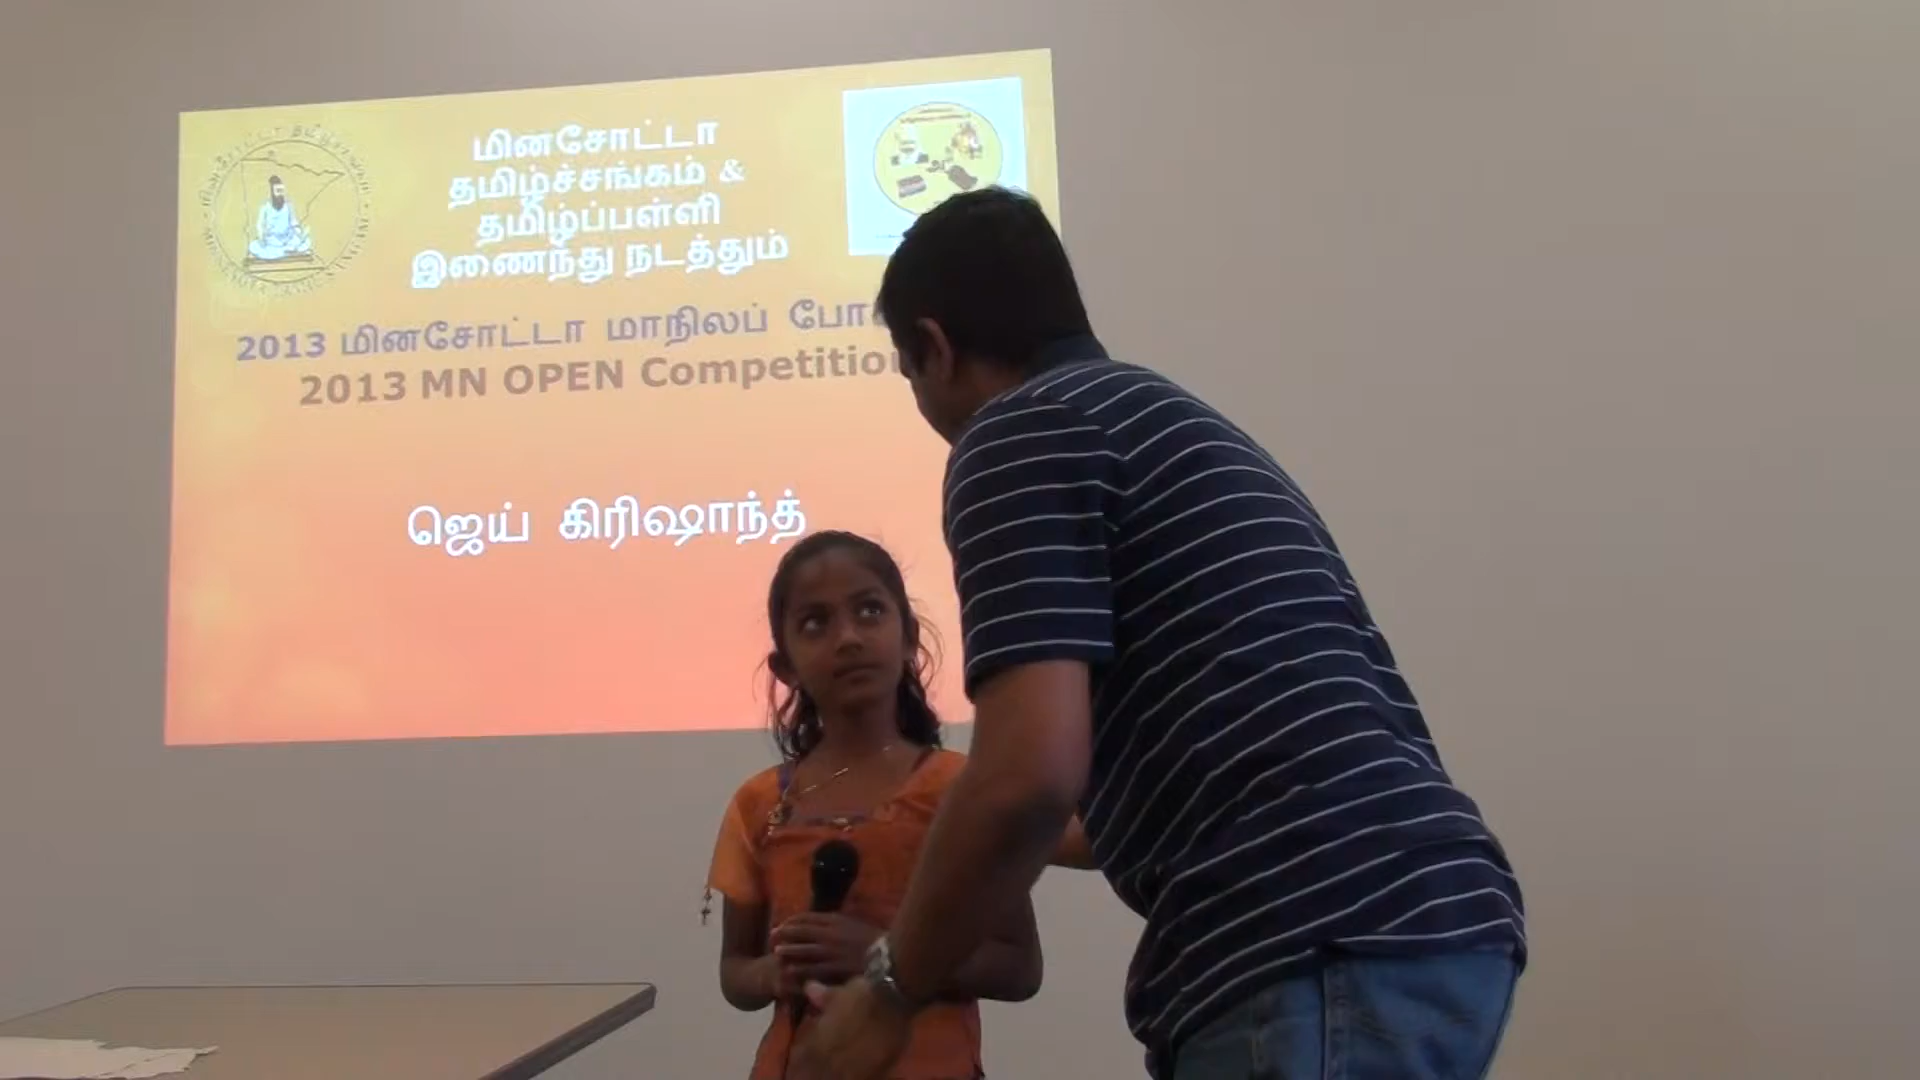 மினசோட்டா
தமிழ்ச்சங்கம் &
தமிழ்ப்பள்ளி
இணைந்து நடத்தும்
2013 மினசோட்டா மாநிலப்
2013 MN OPEN
ஜெய் கிரிஷாந்த்